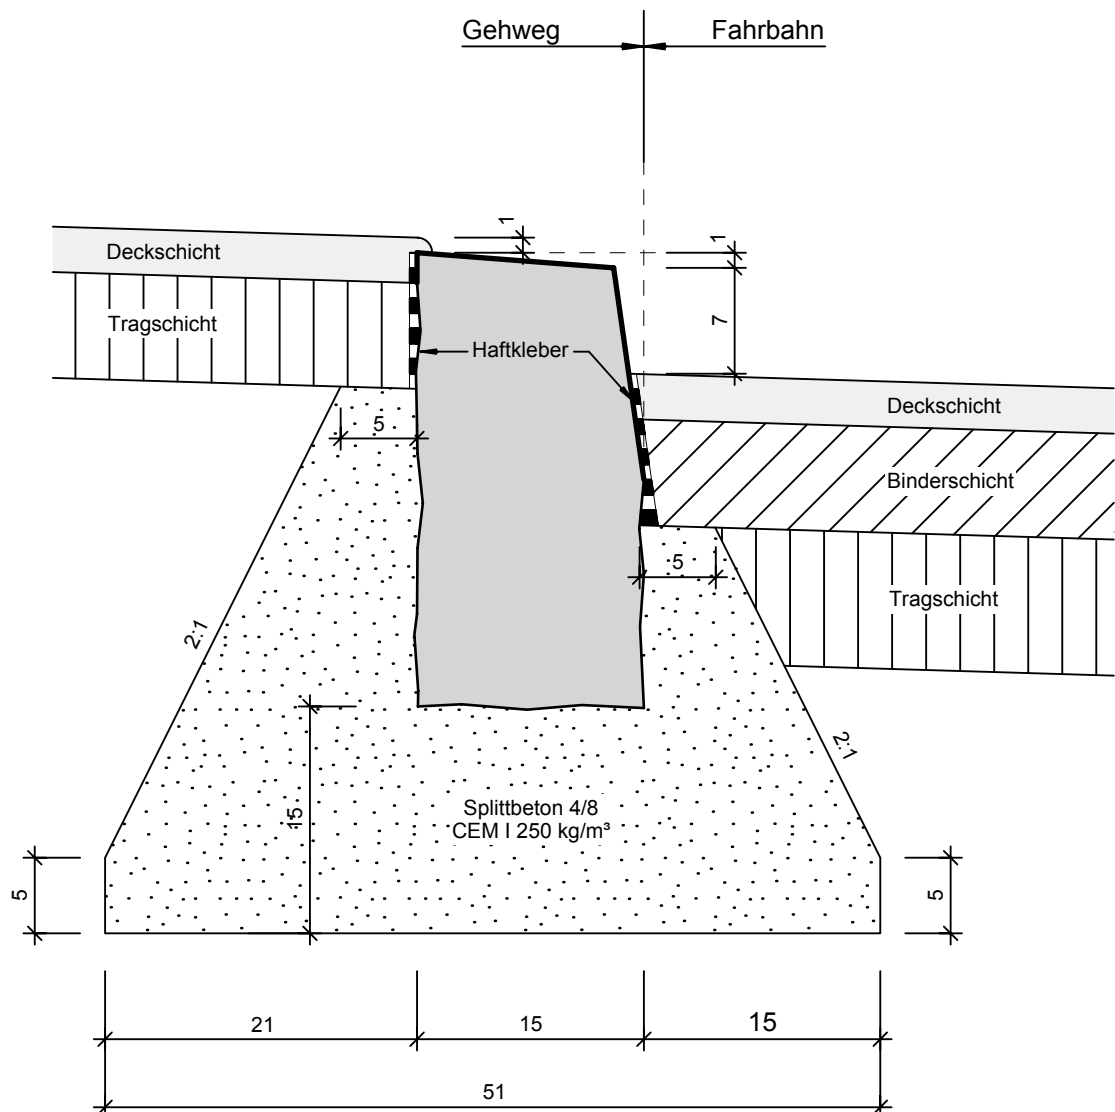 Gehweg
Fahrbahn
1
1
Deckschicht
Tragschicht
7
Haftkleber
Deckschicht
5
Binderschicht
5
Tragschicht
2:1
2:1
15
Splittbeton 4/8
CEM I 250 kg/m³
5
5
21
15
15
51